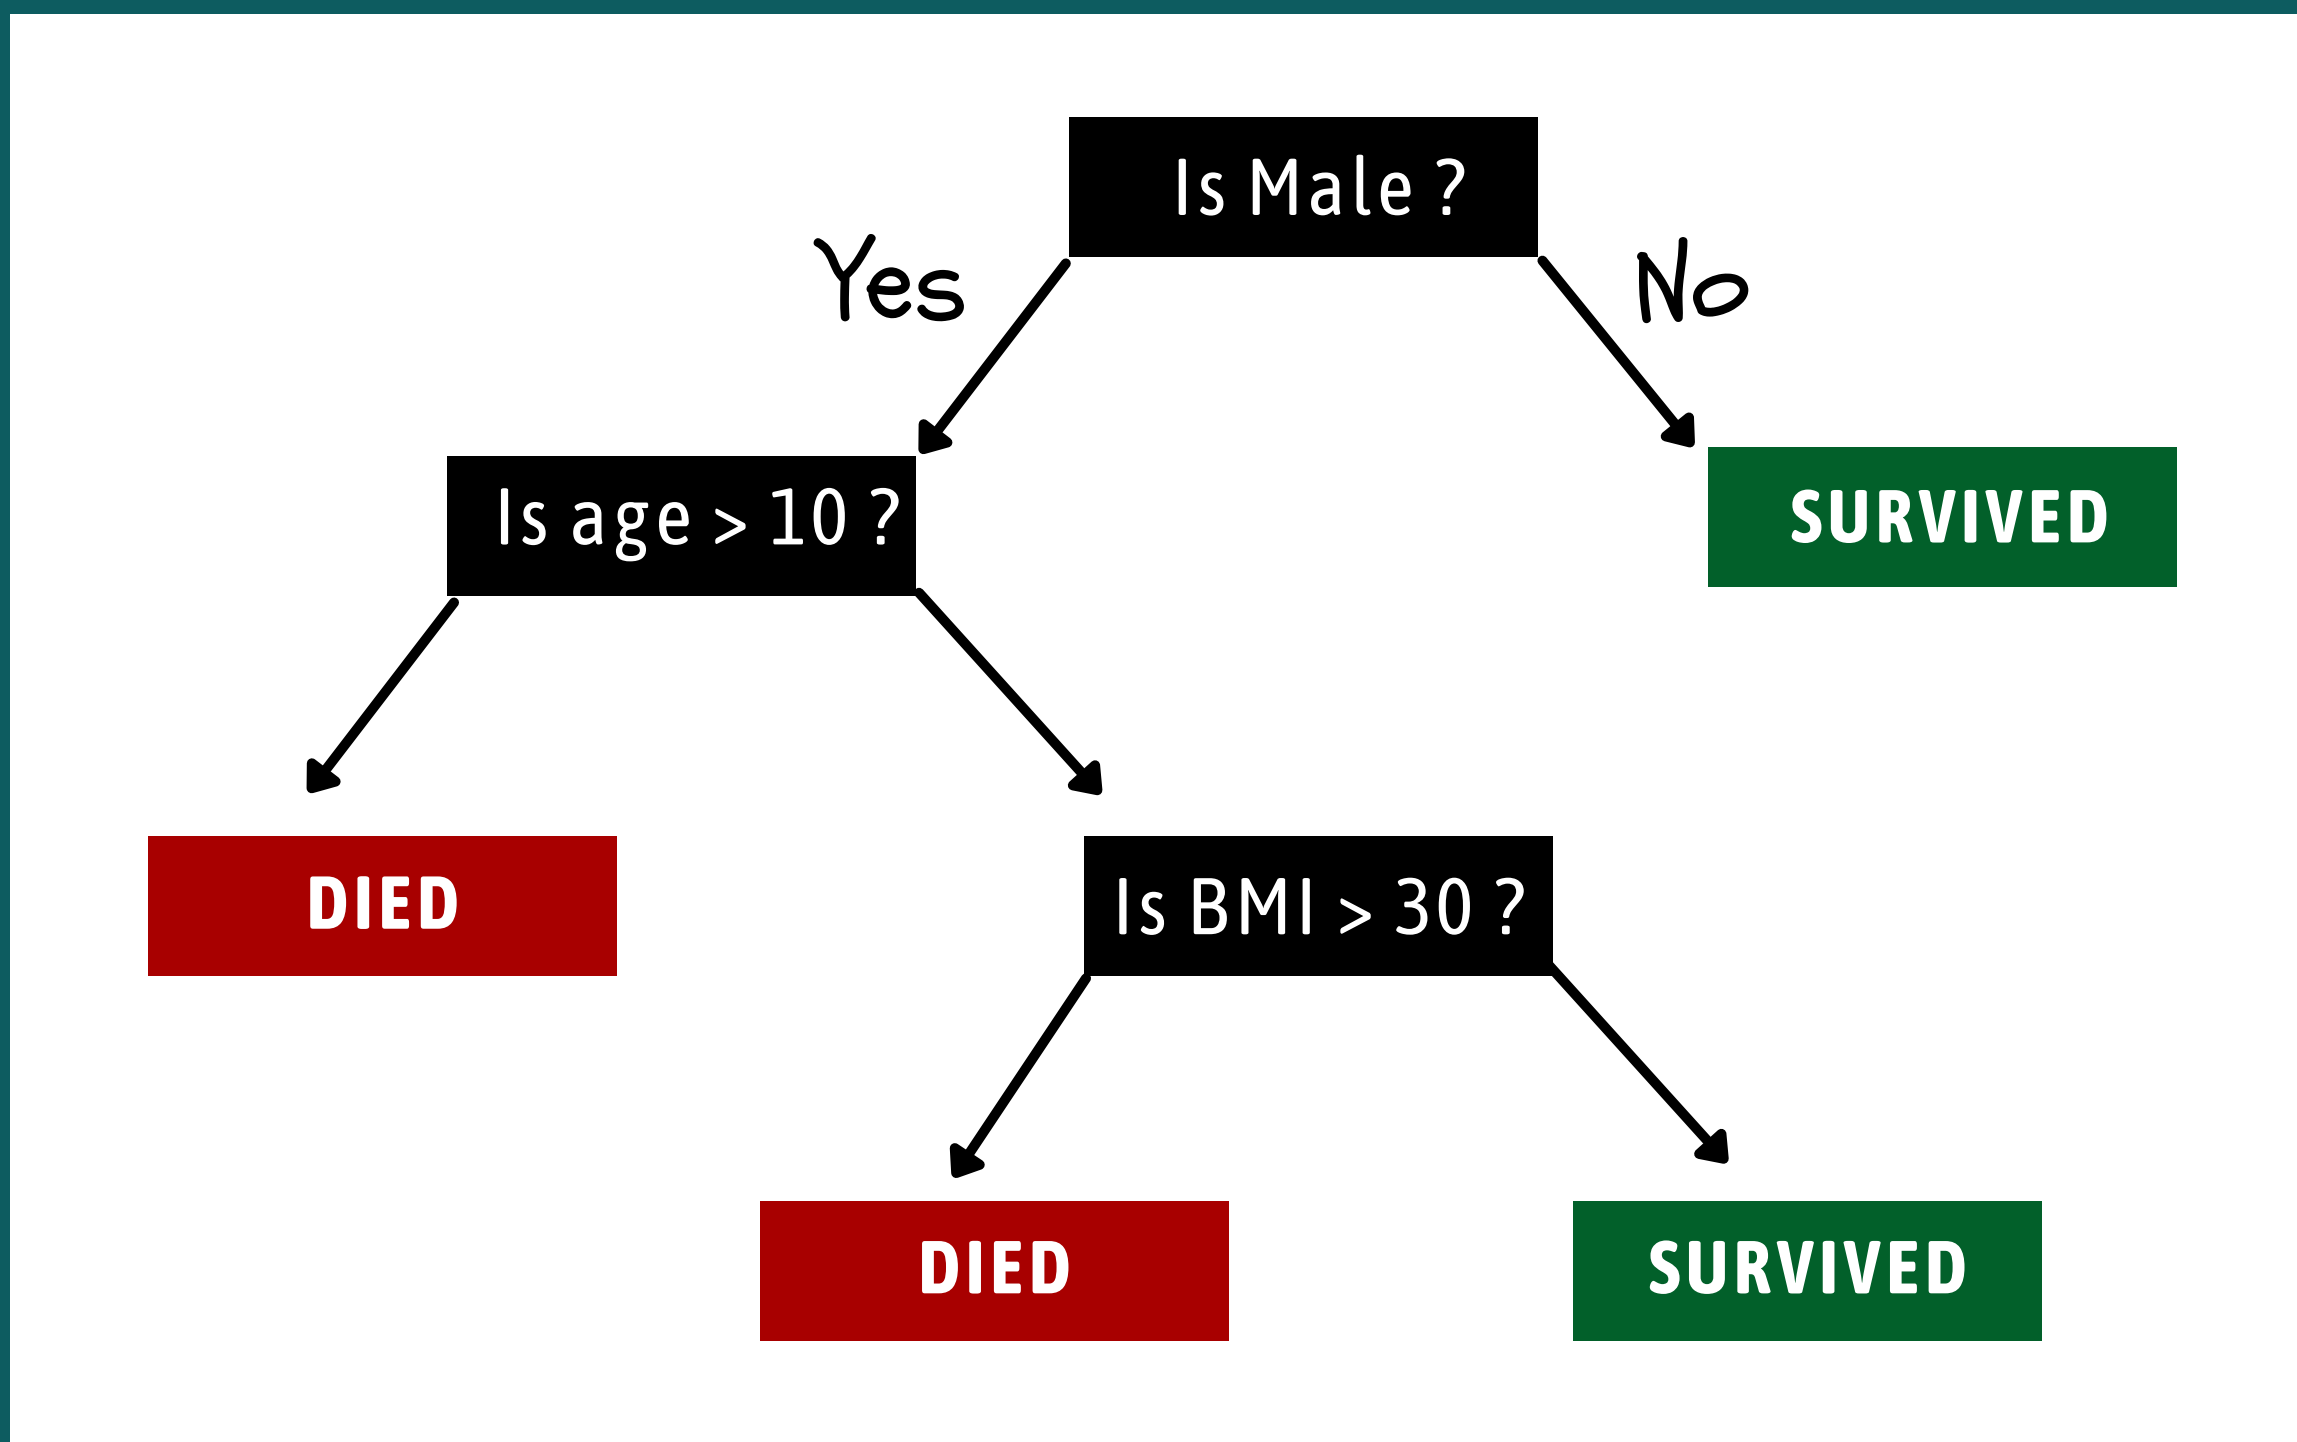 Is Male ?
Yes
No
Is age > 10 ?
SURVIVED
DIED
Is BMI > 30 ?
DIED
SURVIVED